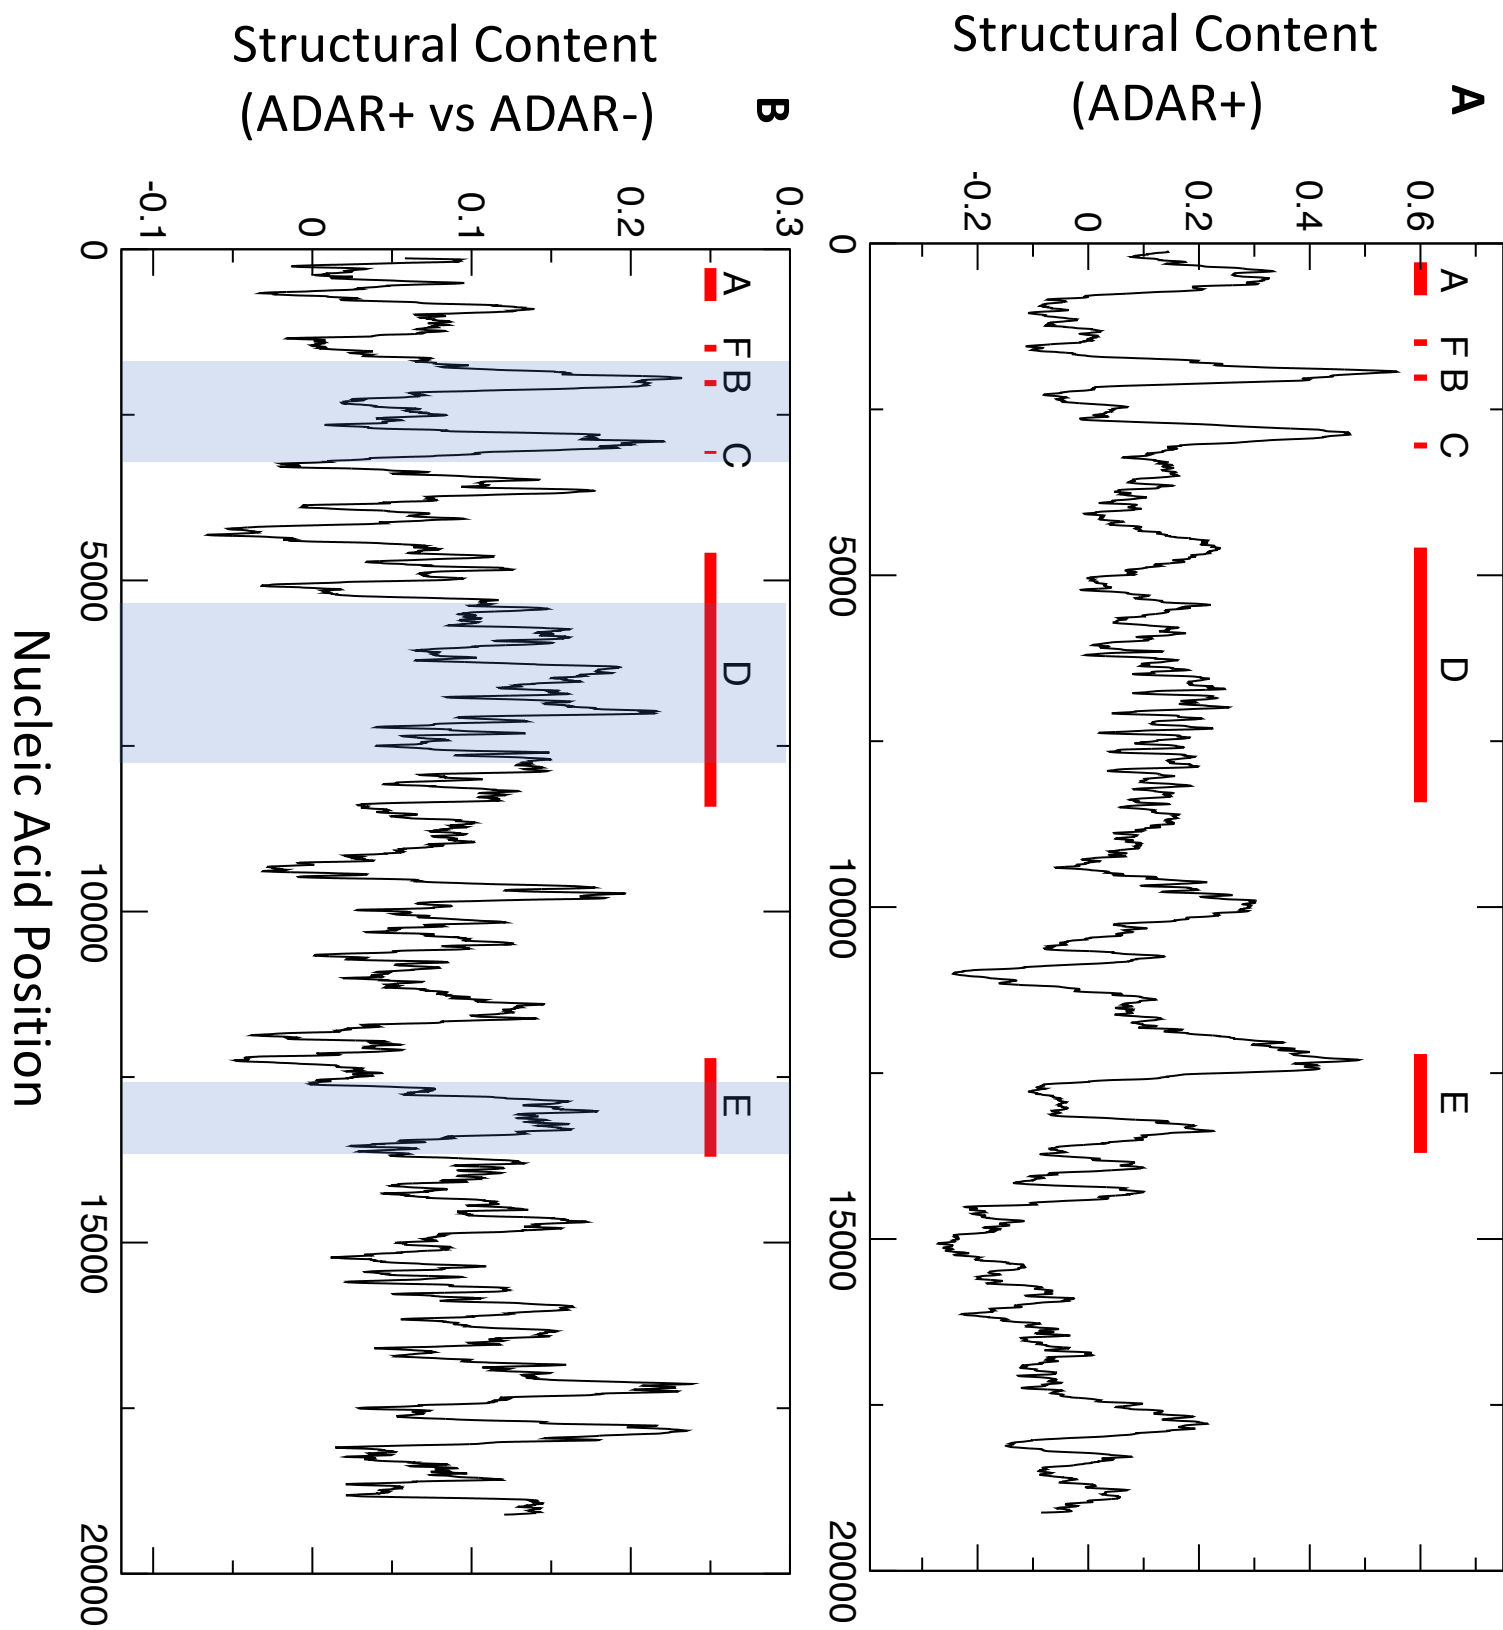 A
Structural Content
(ADAR+)
0.6
0.4
0.2
0
-0.2
A
F
B
C
D
E
0
5000
10000
15000
20000
B
Structural Content
(ADAR+ vs ADAR-)
0.3
0.2
0.1
0
-0.1
A
F
B
C
D
E
0
5000
10000
15000
20000
Nucleic Acid Position